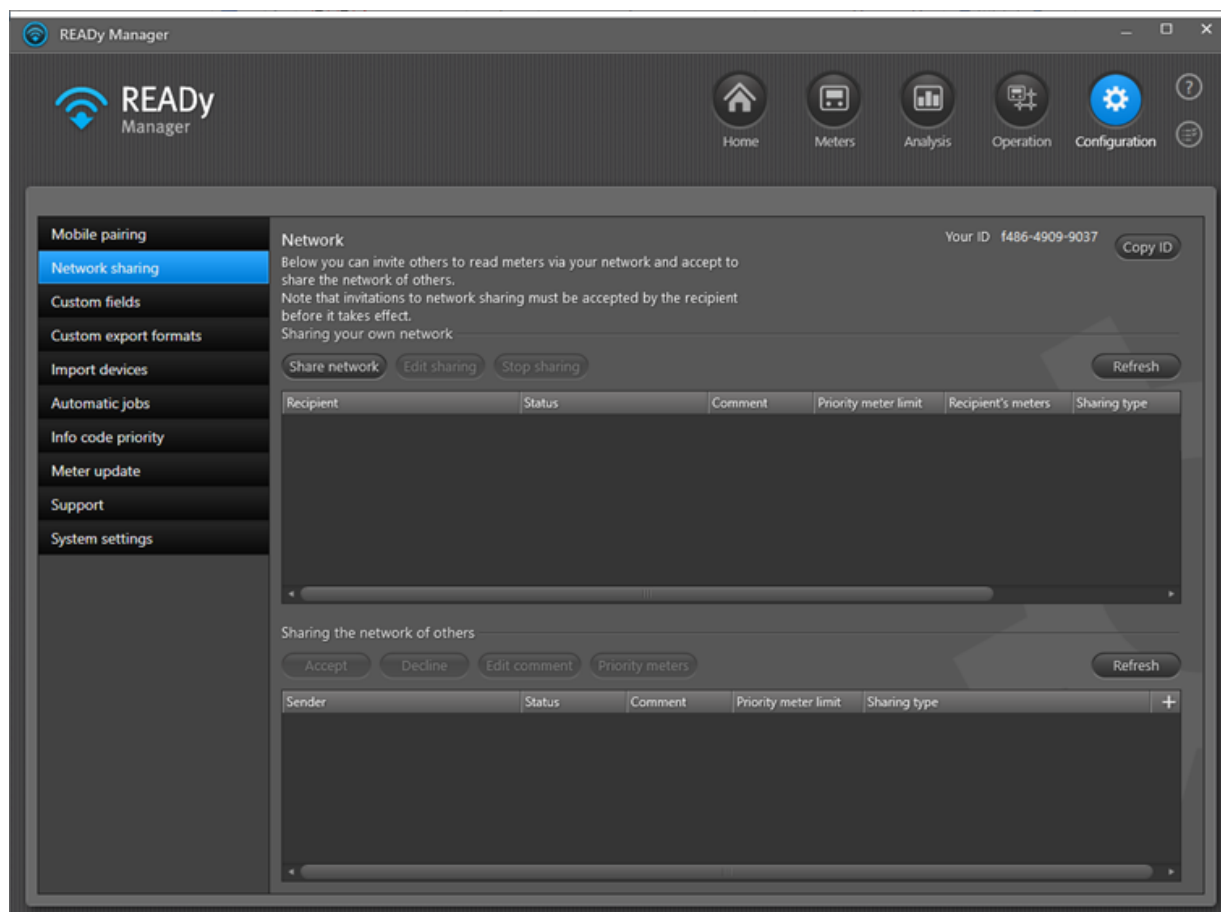 READy Manager
READy
Manager
?
Home
Meters
Analysis
Operation
Configuration
Mobile pairing
Network sharing
Custom fields
Custom export formats
Import devices
Automatic jobs
Info code priority
Meter update
Support
System settings
Network
Your ID f486-4909-9037
Copy ID
Below you can invite others to read meters via your network and accept to
share the network of others.
Note that invitations to network sharing must be accepted by the recipient
before it takes effect.
Sharing your own network
Share network Edit sharing Stop sharing Refresh
Recipient Status Comment Priority meter limit Recipient's meters Sharing type
Sharing the network of others
Accept Decline Edit comment Priority meters Refresh
Sender Status Comment Priority meter limit Sharing type +